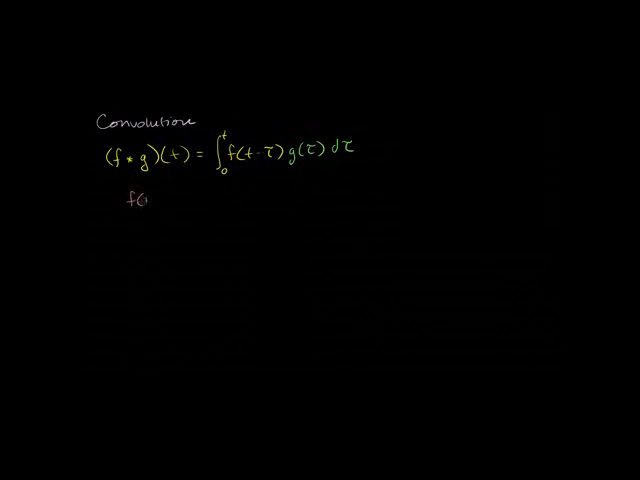 Convolution
(f * g)(t) = ∫₀ᵗ f(t - τ) g(τ) dτ
f(t